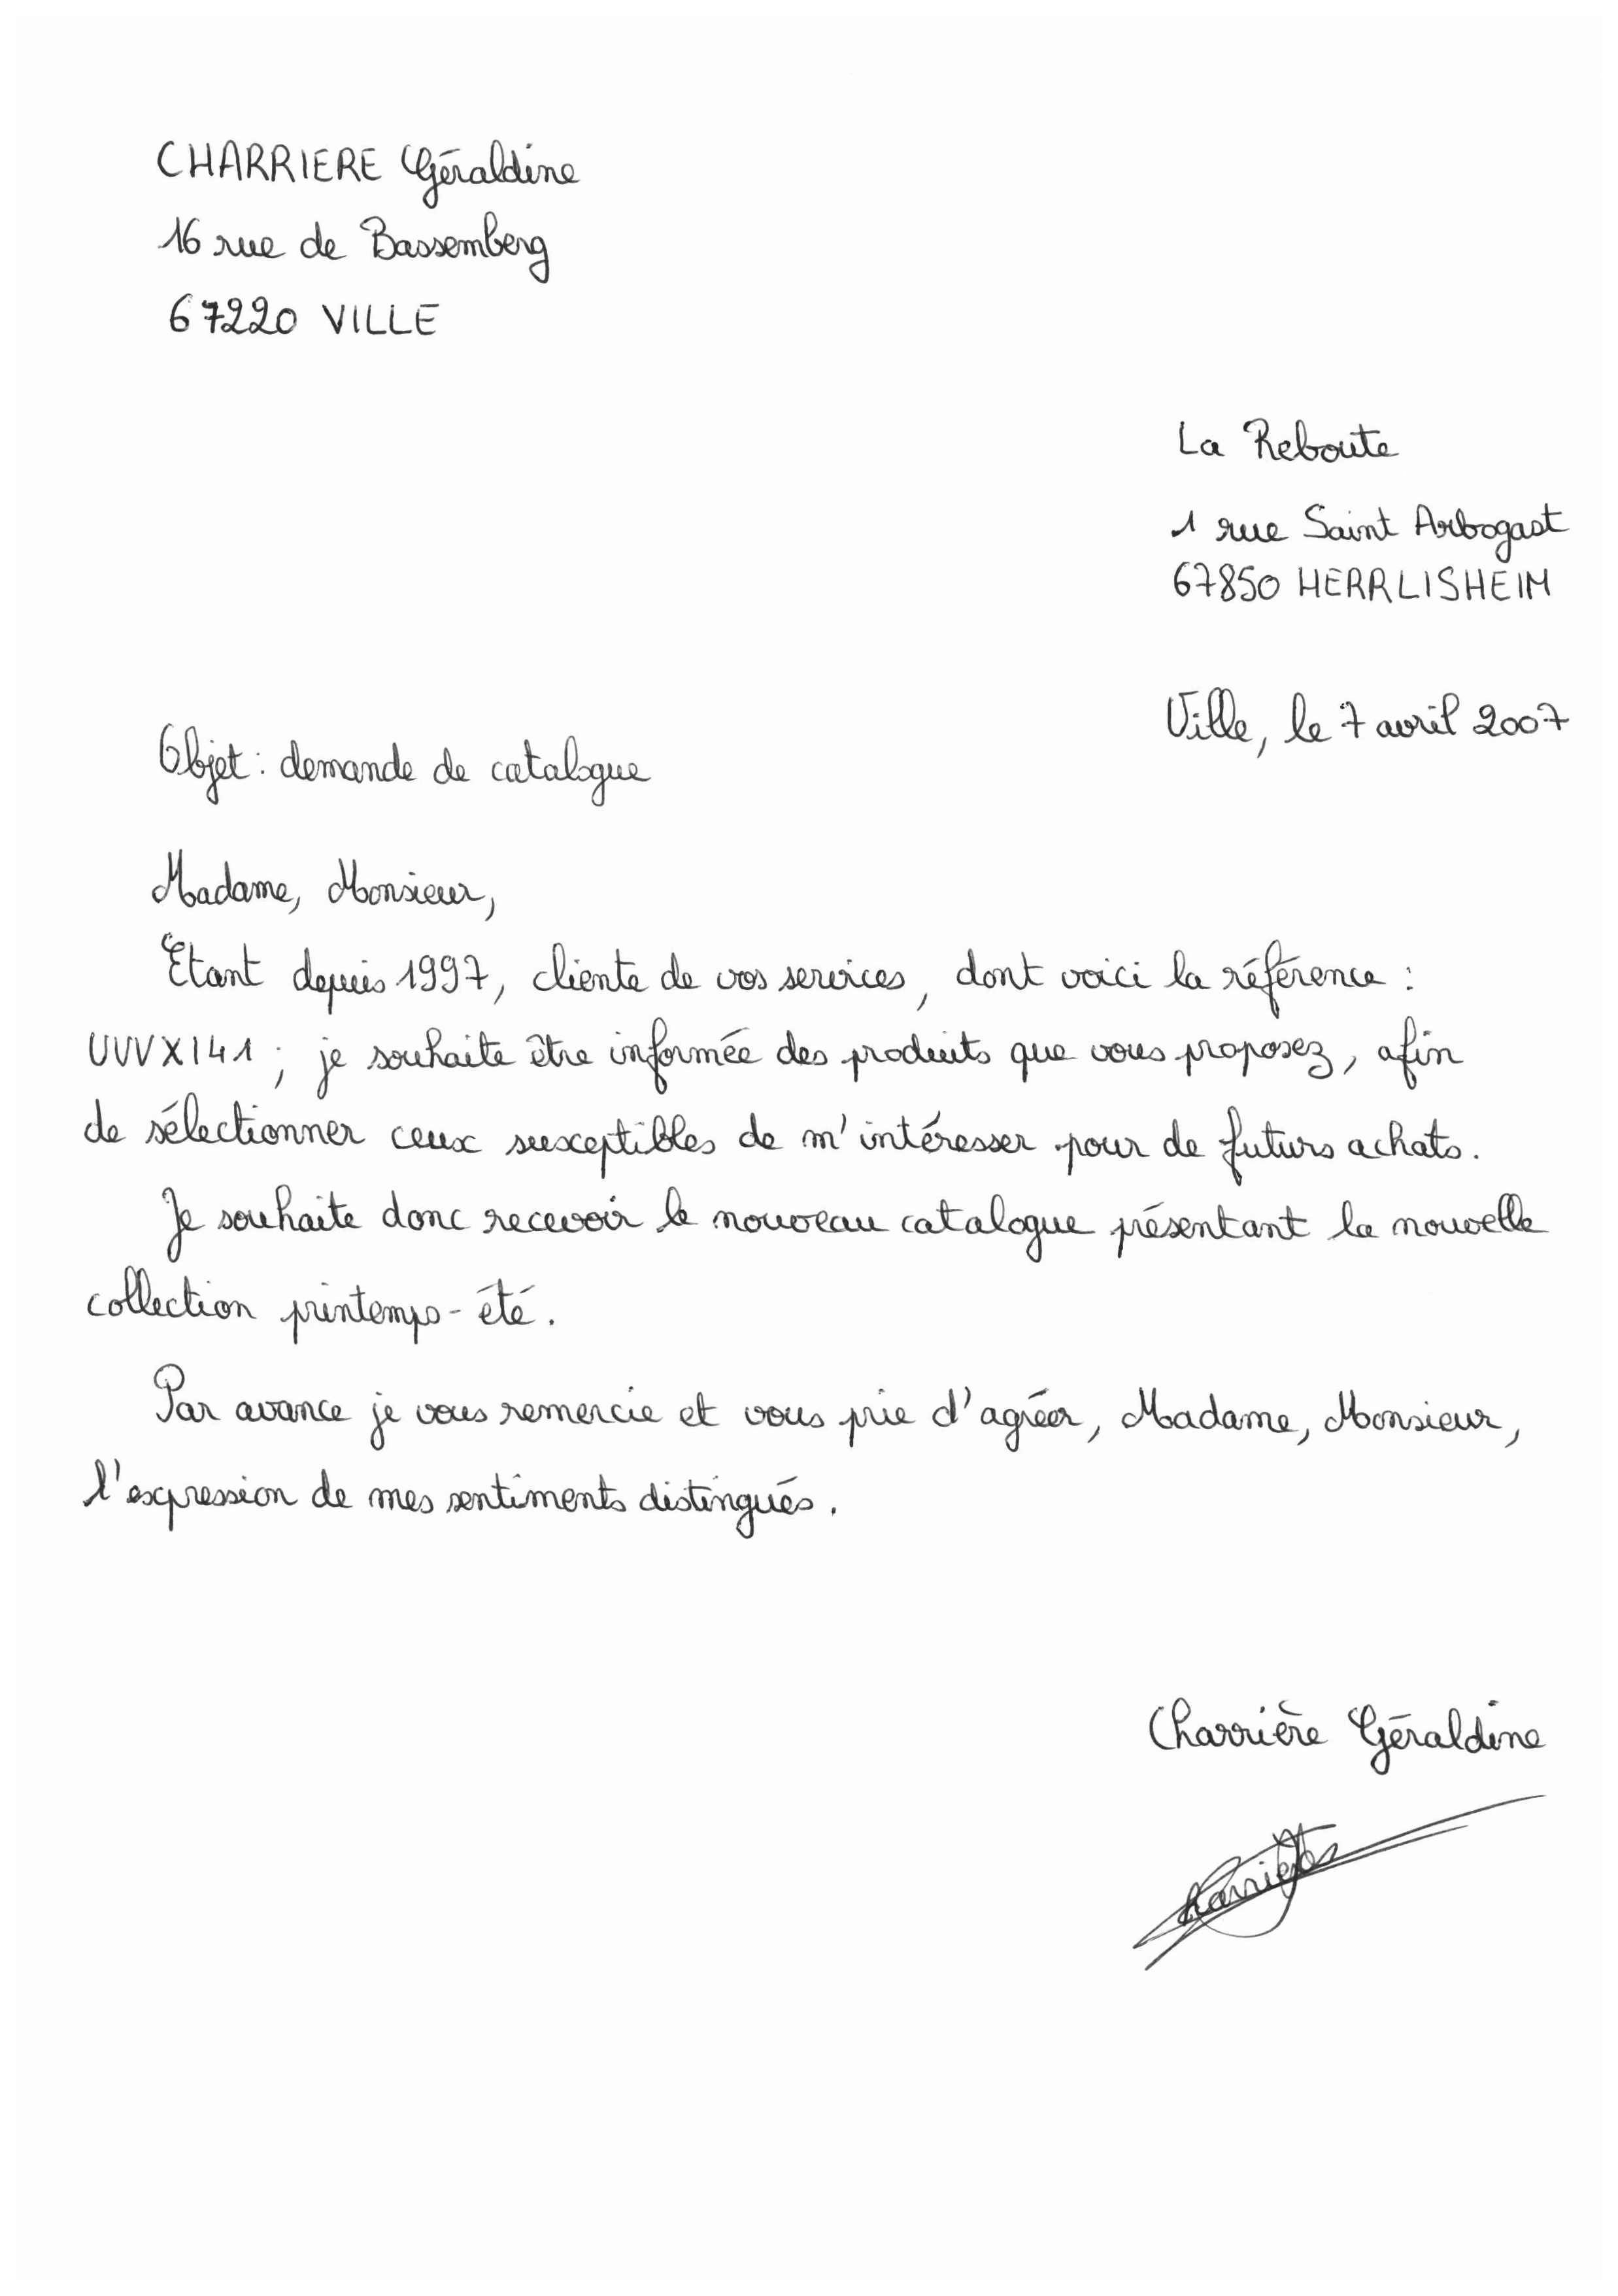 CHARRIERE Géraldine
16 rue de Bassemberg
67220 VILLE
La Reboute
1 rue Saint Arbogast
67850 HERRLISHEIM
Ville, le 7 avril 2007
Objet : demande de catalogue
Madame, Monsieur,
Etant depuis 1997, cliente de vos services, dont voici la référence :
UVVXI41 ; je souhaite être informée des produits que vous proposez, afin
de sélectionner ceux susceptibles de m'intéresser pour de futurs achats.
Je souhaite donc recevoir le nouveau catalogue présentant la nouvelle
collection printemps-été.
Par avance je vous remercie et vous prie d'agréer, Madame, Monsieur,
l'expression de mes sentiments distingués.
Charrière Géraldine